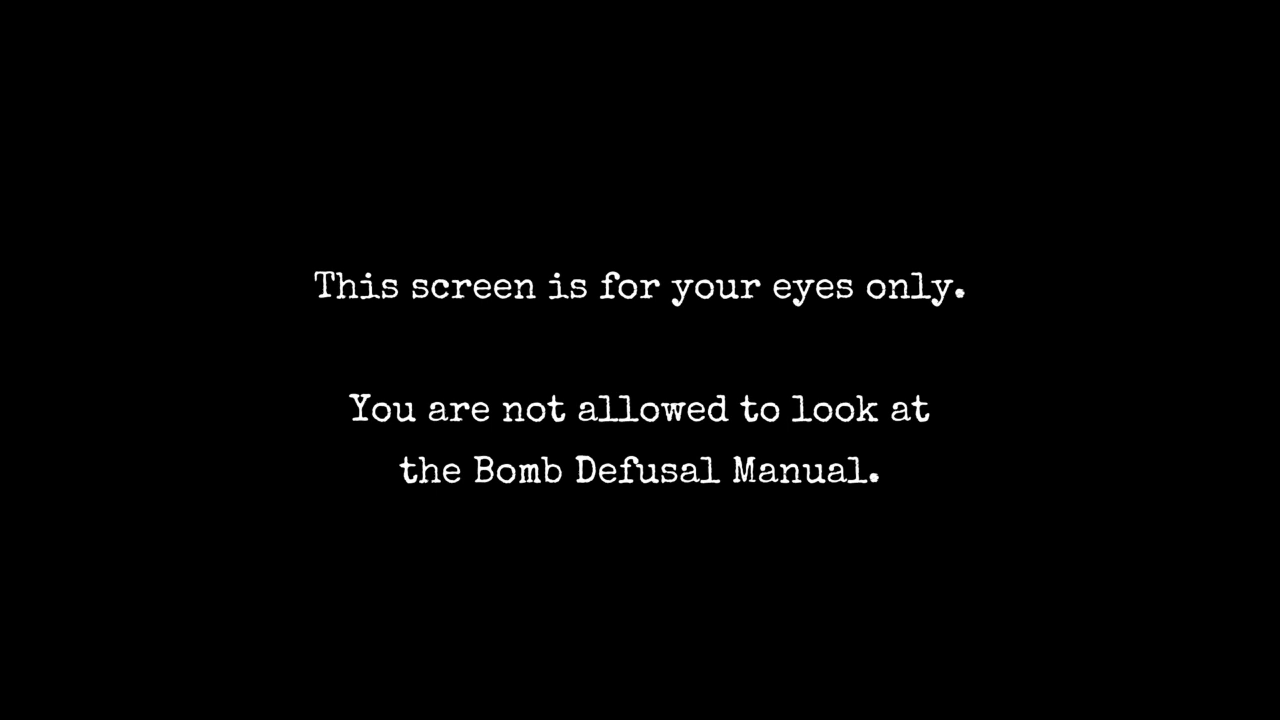 This screen is for your eyes only.
You are not allowed to look at
the Bomb Defusal Manual.